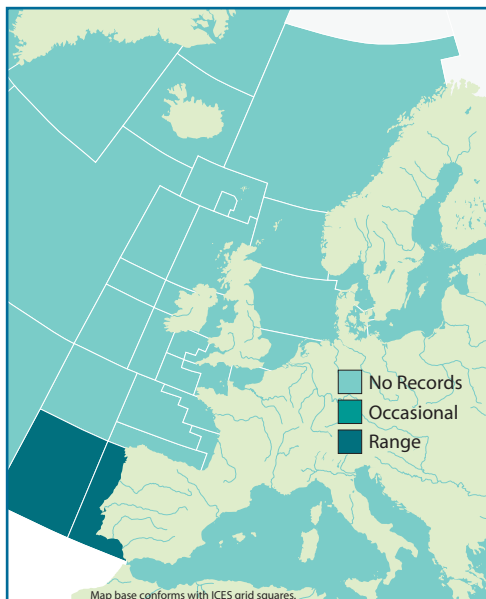 No Records
Occasional
Range
Map base conforms with ICES grid squares.